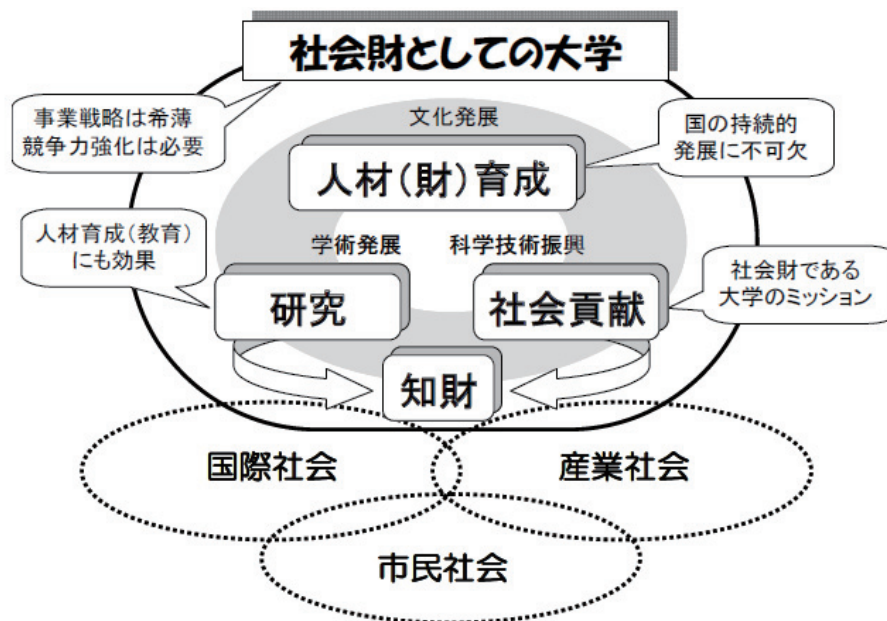 社会財としての大学
事業戦略は希薄
競争力強化は必要
文化発展
国の持続的
発展に不可欠
人材(財)育成
人材育成(教育)
にも効果
学術発展
科学技術振興
社会財である
大学のミッション
研究
社会貢献
知財
国際社会
産業社会
市民社会